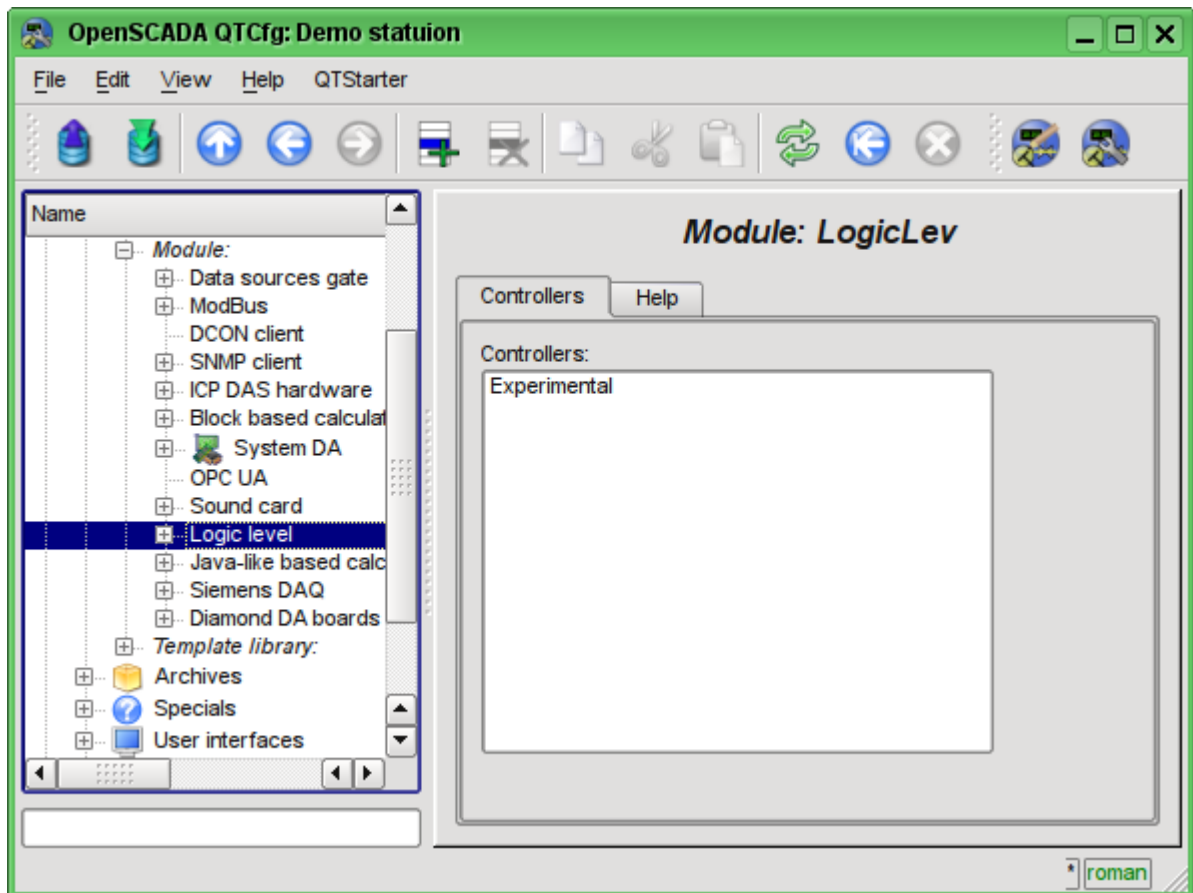 OpenSCADA QTCfg: Demo statuion
File Edit View Help QTStarter
Name
Module:
Data sources gate
ModBus
DCON client
SNMP client
ICP DAS hardware
Block based calculat
System DA
OPC UA
Sound card
Logic level
Java-like based calc
Siemens DAQ
Diamond DA boards
Template library:
Archives
Specials
User interfaces
Module: LogicLev
Controllers Help
Controllers:
Experimental
* roman